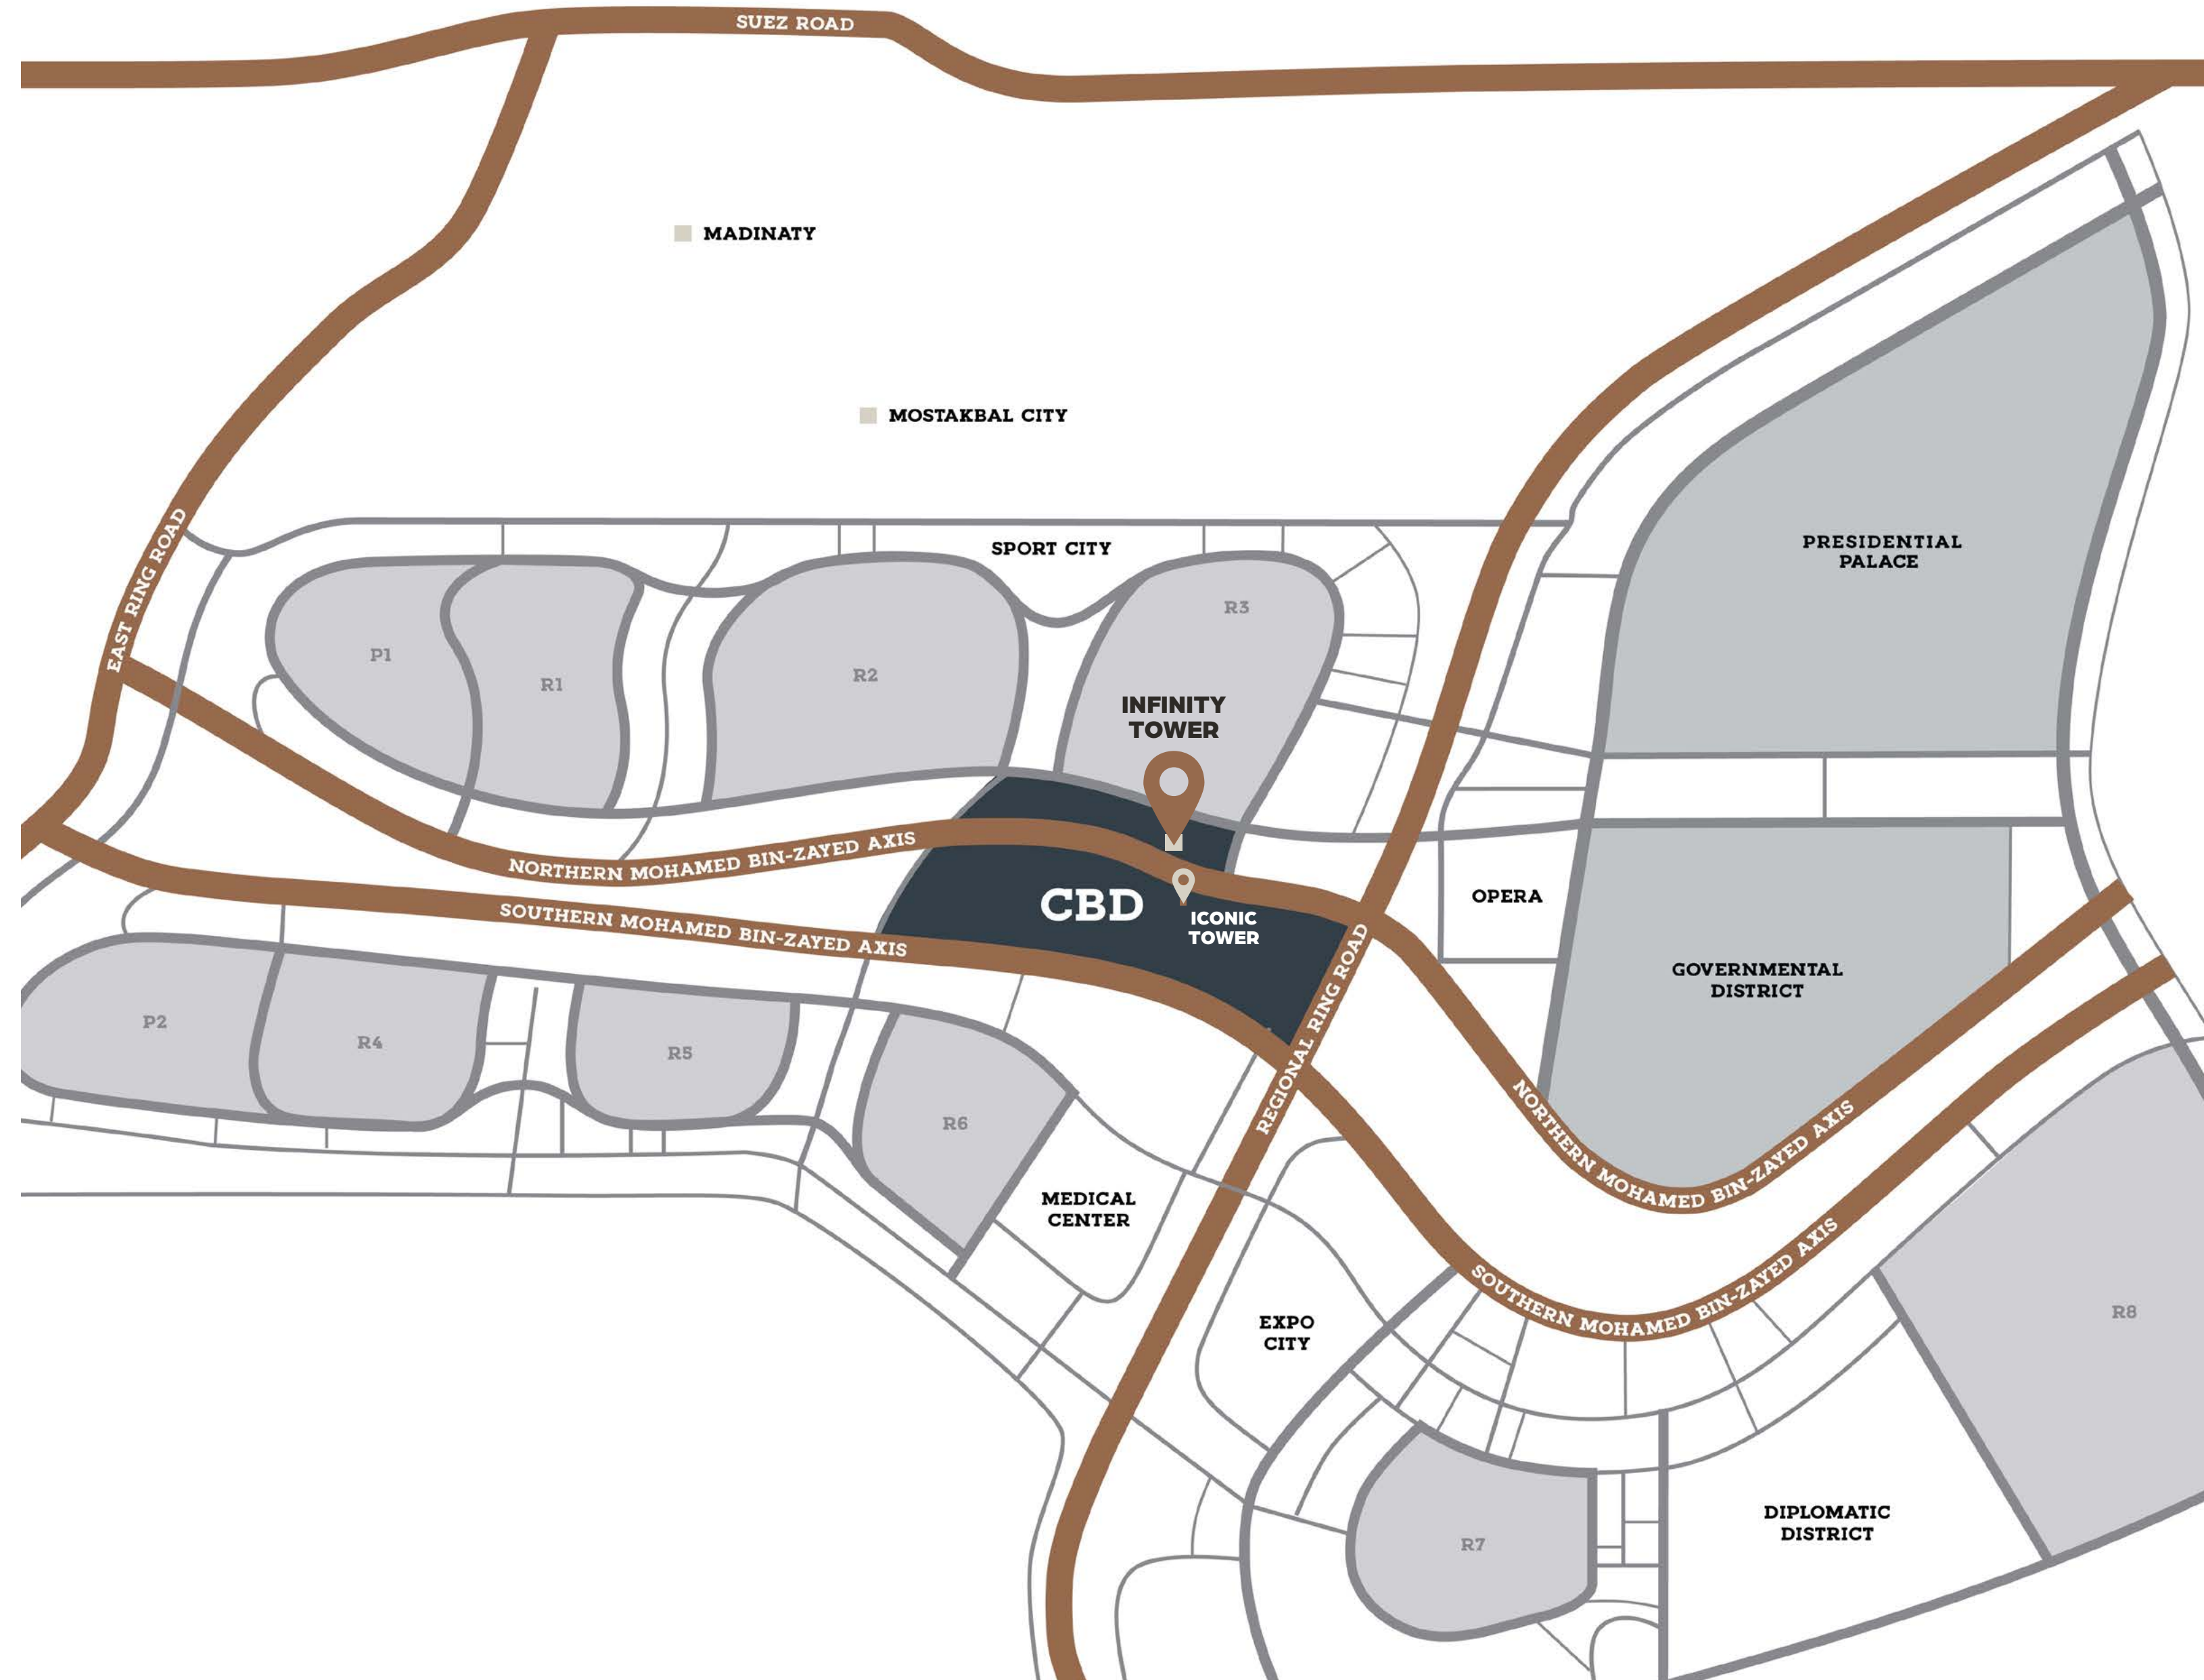 SUEZ ROAD
MADINATY
MOSTAKBAL CITY
EAST RING ROAD
SPORT CITY
PRESIDENTIAL
PALACE
P1
R1
R2
R3
INFINITY
TOWER
NORTHERN MOHAMED BIN-ZAYED AXIS
SOUTHERN MOHAMED BIN-ZAYED AXIS
CBD
ICONIC
TOWER
OPERA
REGIONAL RING ROAD
GOVERNMENTAL
DISTRICT
P2
R4
R5
R6
NORTHERN MOHAMED BIN-ZAYED AXIS
MEDICAL
CENTER
SOUTHERN MOHAMED BIN-ZAYED AXIS
EXPO
CITY
R8
R7
DIPLOMATIC
DISTRICT